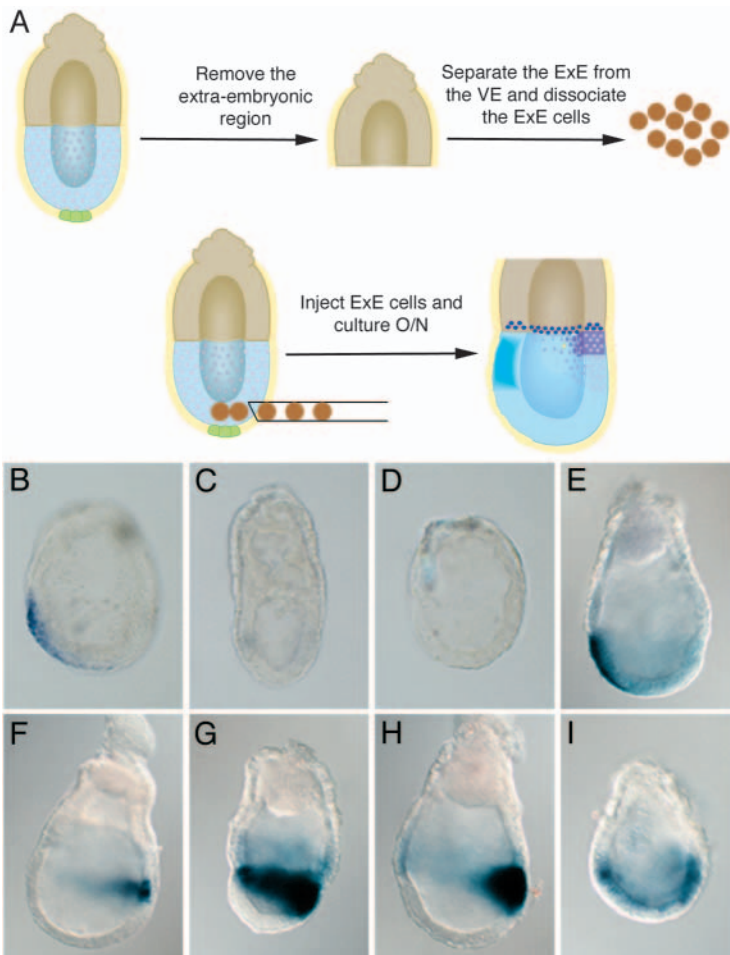 A
Remove the
extra-embryonic
region
Separate the ExE from
the VE and dissociate
the ExE cells
Inject ExE cells and
culture O/N
B
C
D
E
F
G
H
I